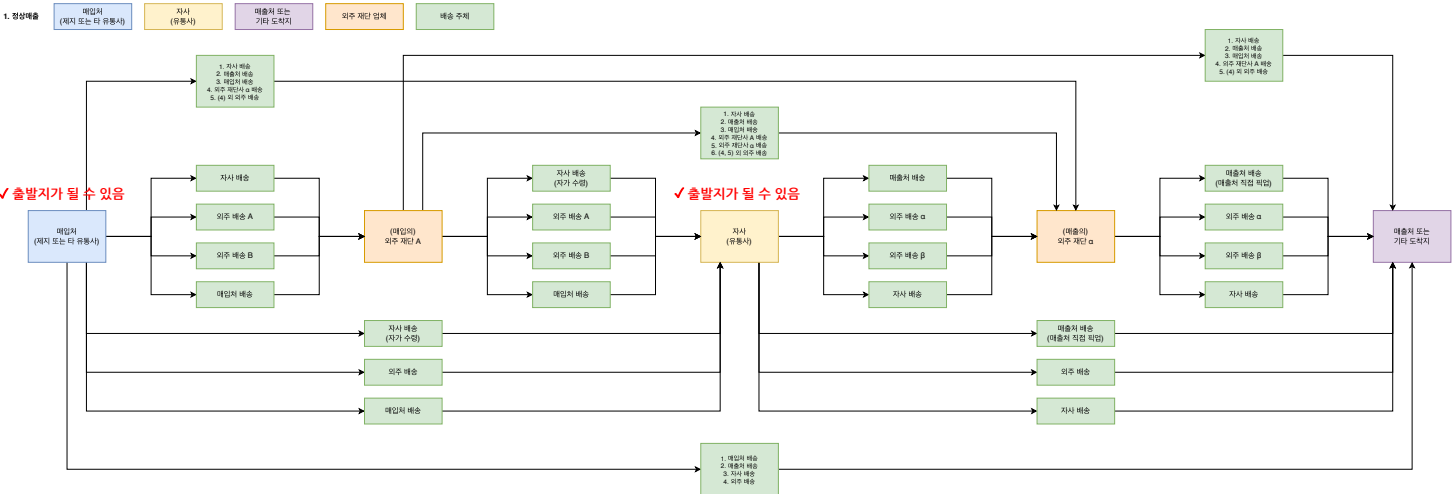 1. 정상매출
매입처
(제지 또는 타 유통사)
자사
(유통사)
매출처 또는
기타 도착지
외주 재단 업체
배송 주체
1. 자사 배송
2. 매출처 배송
3. 매입처 배송
4. 외주 재단사 α 배송
5. (4) 외 외주 배송
1. 자사 배송
2. 매출처 배송
3. 매입처 배송
4. 외주 재단사 A 배송
5. (4) 외 외주 배송
1. 자사 배송
2. 매출처 배송
3. 매입처 배송
4. 외주 재단사 A 배송
5. 외주 재단사 α 배송
6. (4, 5) 외 외주 배송
✓ 출발지가 될 수 있음
✓ 출발지가 될 수 있음
매입처
(제지 또는 타 유통사)
자사 배송
외주 배송 A
외주 배송 B
매입처 배송
(매입의)
외주 재단 A
자사 배송
(자가 수령)
외주 배송 A
외주 배송 B
매입처 배송
자사
(유통사)
매출처 배송
외주 배송 α
외주 배송 β
자사 배송
(매출의)
외주 재단 α
매출처 배송
(매출처 직접 픽업)
외주 배송 α
외주 배송 β
자사 배송
매출처 또는
기타 도착지
자사 배송
(자가 수령)
외주 배송
매입처 배송
매출처 배송
(매출처 직접 픽업)
외주 배송
자사 배송
1. 매입처 배송
2. 매출처 배송
3. 자사 배송
4. 외주 배송